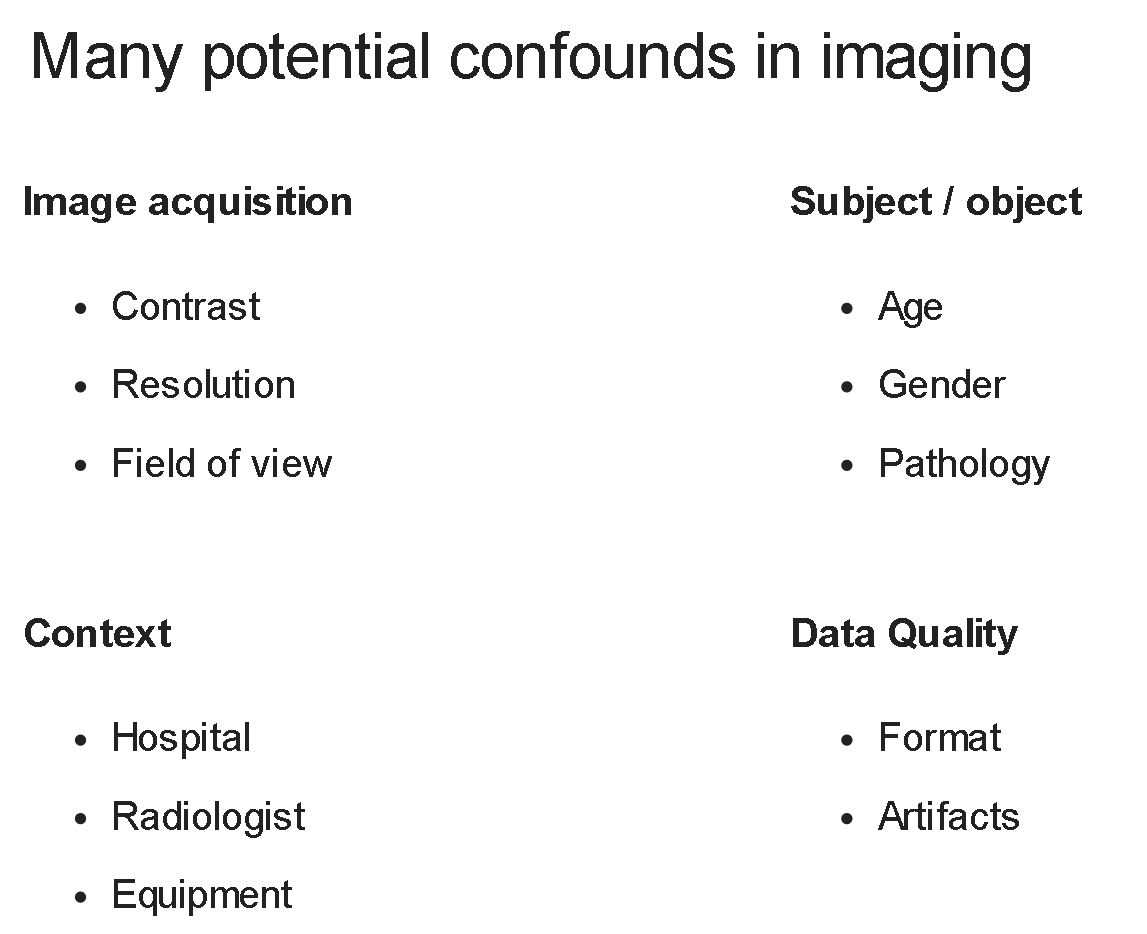 Many potential confounds in imaging
Image acquisition
• Contrast
• Resolution
• Field of view
Subject / object
• Age
• Gender
• Pathology
Context
• Hospital
• Radiologist
• Equipment
Data Quality
• Format
• Artifacts